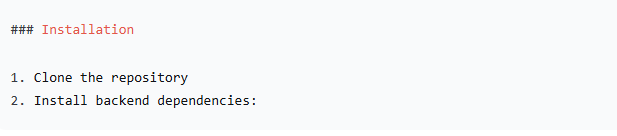 ### Installation
1. Clone the repository
2. Install backend dependencies: